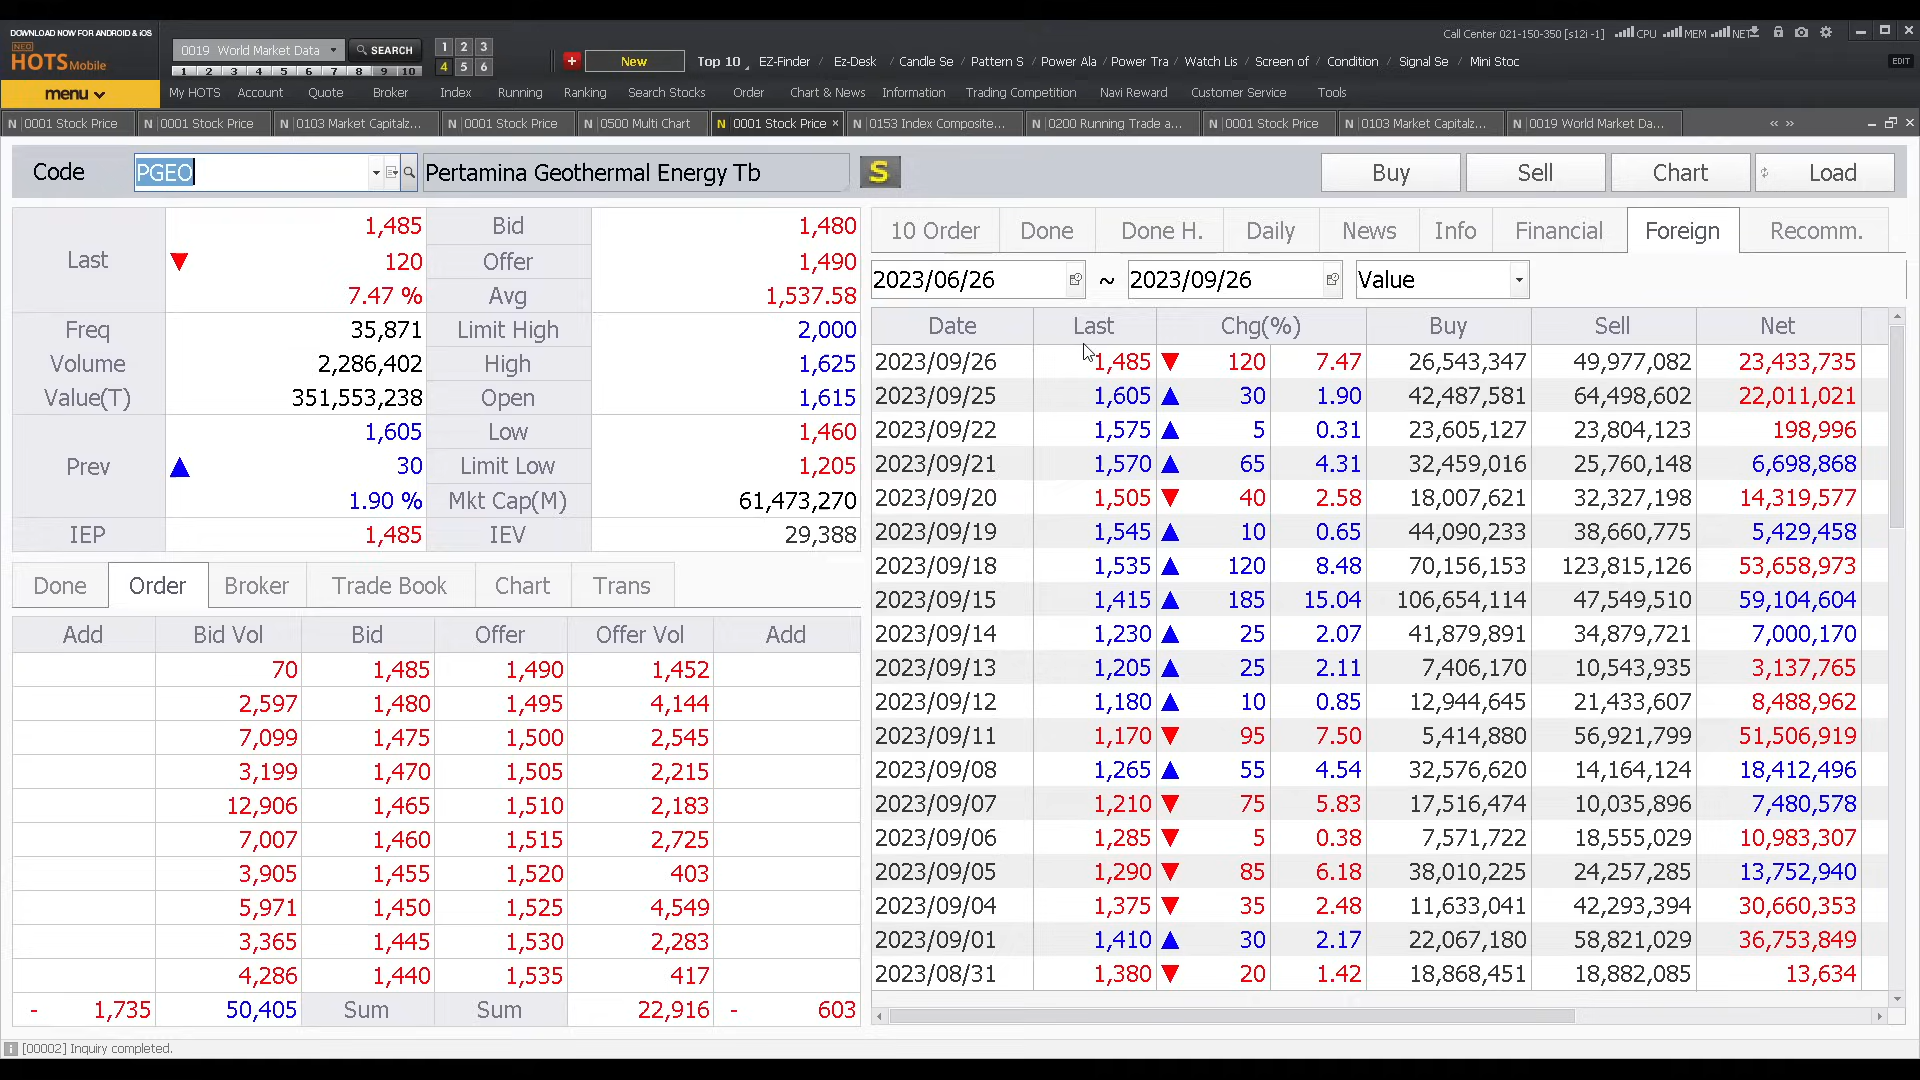 DOWNLOAD NOW FOR ANDROID & iOS
NEO
HOTS Mobile
menu
0019 World Market Data
SEARCH
1 2 3 4 5 6 7 8 9 10
1 2 3
4 5 6
New
Top 10 EZ-Finder / Ez-Desk / Candle Se / Pattern S / Power Ala / Power Tra / Watch Lis / Screen of / Condition / Signal Se / Mini Stoc
Call Center 021-150-350 [s12i -1] CPU MEM NET
EDIT
My HOTS Account Quote Broker Index Running Ranking Search Stocks Order Chart & News Information Trading Competition Navi Reward Customer Service Tools
N 0001 Stock Price N 0001 Stock Price N 0103 Market Capitalz... N 0001 Stock Price N 0500 Multi Chart N 0001 Stock Price × N 0153 Index Composite... N 0200 Running Trade a... N 0001 Stock Price N 0103 Market Capitalz... N 0019 World Market Da... « »
Code PGEO Pertamina Geothermal Energy Tb S Buy Sell Chart Load
Last ▼ 1,485 Bid 1,480
120 Offer 1,490
7.47 % Avg 1,537.58
Freq 35,871 Limit High 2,000
Volume 2,286,402 High 1,625
Value(T) 351,553,238 Open 1,615
Prev ▲ 1,605 Low 1,460
30 Limit Low 1,205
1.90 % Mkt Cap(M) 61,473,270
IEP 1,485 IEV 29,388
Done Order Broker Trade Book Chart Trans
Add Bid Vol Bid Offer Offer Vol Add
70 1,485 1,490 1,452
2,597 1,480 1,495 4,144
7,099 1,475 1,500 2,545
3,199 1,470 1,505 2,215
12,906 1,465 1,510 2,183
7,007 1,460 1,515 2,725
3,905 1,455 1,520 403
5,971 1,450 1,525 4,549
3,365 1,445 1,530 2,283
4,286 1,440 1,535 417
- 1,735 50,405 Sum Sum 22,916 - 603
10 Order Done Done H. Daily News Info Financial Foreign Recomm.
2023/06/26 ~ 2023/09/26 Value
Date Last Chg(%) Buy Sell Net
2023/09/26 1,485 ▼ 120 7.47 26,543,347 49,977,082 23,433,735
2023/09/25 1,605 ▲ 30 1.90 42,487,581 64,498,602 22,011,021
2023/09/22 1,575 ▲ 5 0.31 23,605,127 23,804,123 198,996
2023/09/21 1,570 ▲ 65 4.31 32,459,016 25,760,148 6,698,868
2023/09/20 1,505 ▼ 40 2.58 18,007,621 32,327,198 14,319,577
2023/09/19 1,545 ▲ 10 0.65 44,090,233 38,660,775 5,429,458
2023/09/18 1,535 ▲ 120 8.48 70,156,153 123,815,126 53,658,973
2023/09/15 1,415 ▲ 185 15.04 106,654,114 47,549,510 59,104,604
2023/09/14 1,230 ▲ 25 2.07 41,879,891 34,879,721 7,000,170
2023/09/13 1,205 ▲ 25 2.11 7,406,170 10,543,935 3,137,765
2023/09/12 1,180 ▲ 10 0.85 12,944,645 21,433,607 8,488,962
2023/09/11 1,170 ▼ 95 7.50 5,414,880 56,921,799 51,506,919
2023/09/08 1,265 ▲ 55 4.54 32,576,620 14,164,124 18,412,496
2023/09/07 1,210 ▼ 75 5.83 17,516,474 10,035,896 7,480,578
2023/09/06 1,285 ▼ 5 0.38 7,571,722 18,555,029 10,983,307
2023/09/05 1,290 ▼ 85 6.18 38,010,225 24,257,285 13,752,940
2023/09/04 1,375 ▼ 35 2.48 11,633,041 42,293,394 30,660,353
2023/09/01 1,410 ▲ 30 2.17 22,067,180 58,821,029 36,753,849
2023/08/31 1,380 ▼ 20 1.42 18,868,451 18,882,085 13,634
[00002] Inquiry completed.